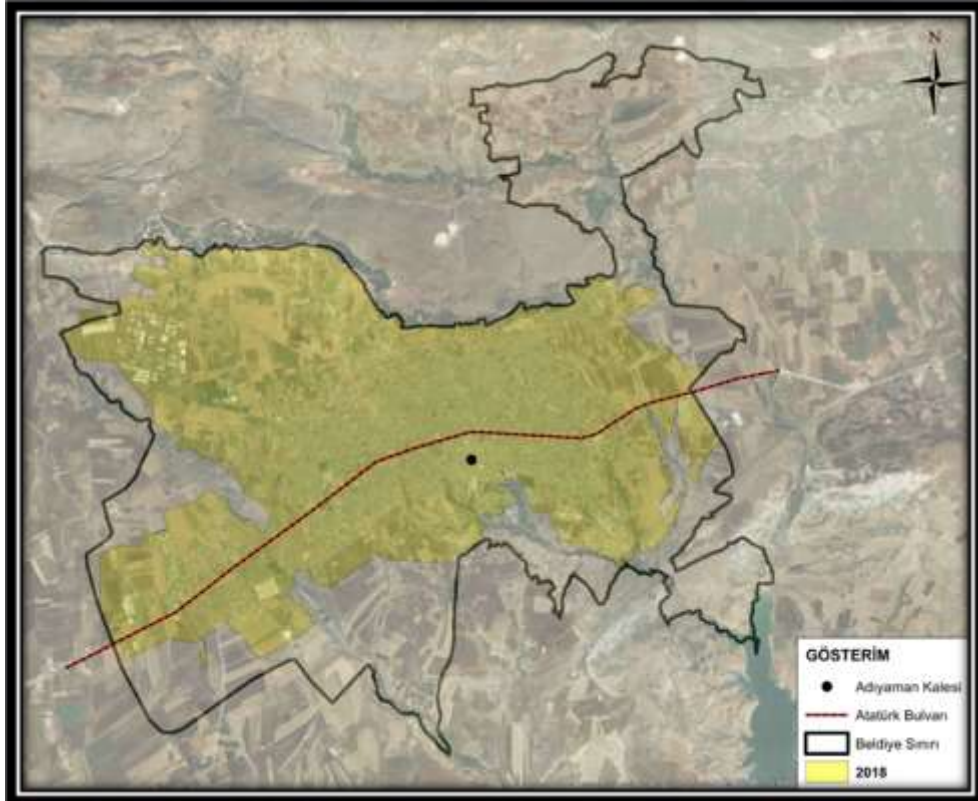 N
GÖSTERİM
Adıyaman Kalesi
Atatürk Bulvarı
Beldiye Sınırı
2018